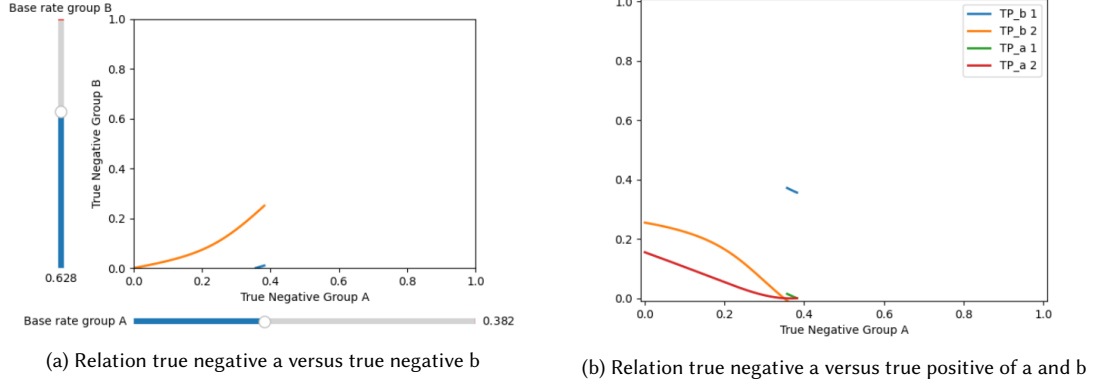 Base rate group B
1.0
0.8
0.6
0.4
0.2
0.0
True Negative Group B
0.628
0.0 0.2 0.4 0.6 0.8 1.0
True Negative Group A
Base rate group A 0.382
(a) Relation true negative a versus true negative b
1.0
0.8
0.6
0.4
0.2
0.0
TP_b 1
TP_b 2
TP_a 1
TP_a 2
0.0 0.2 0.4 0.6 0.8 1.0
True Negative Group A
(b) Relation true negative a versus true positive of a and b